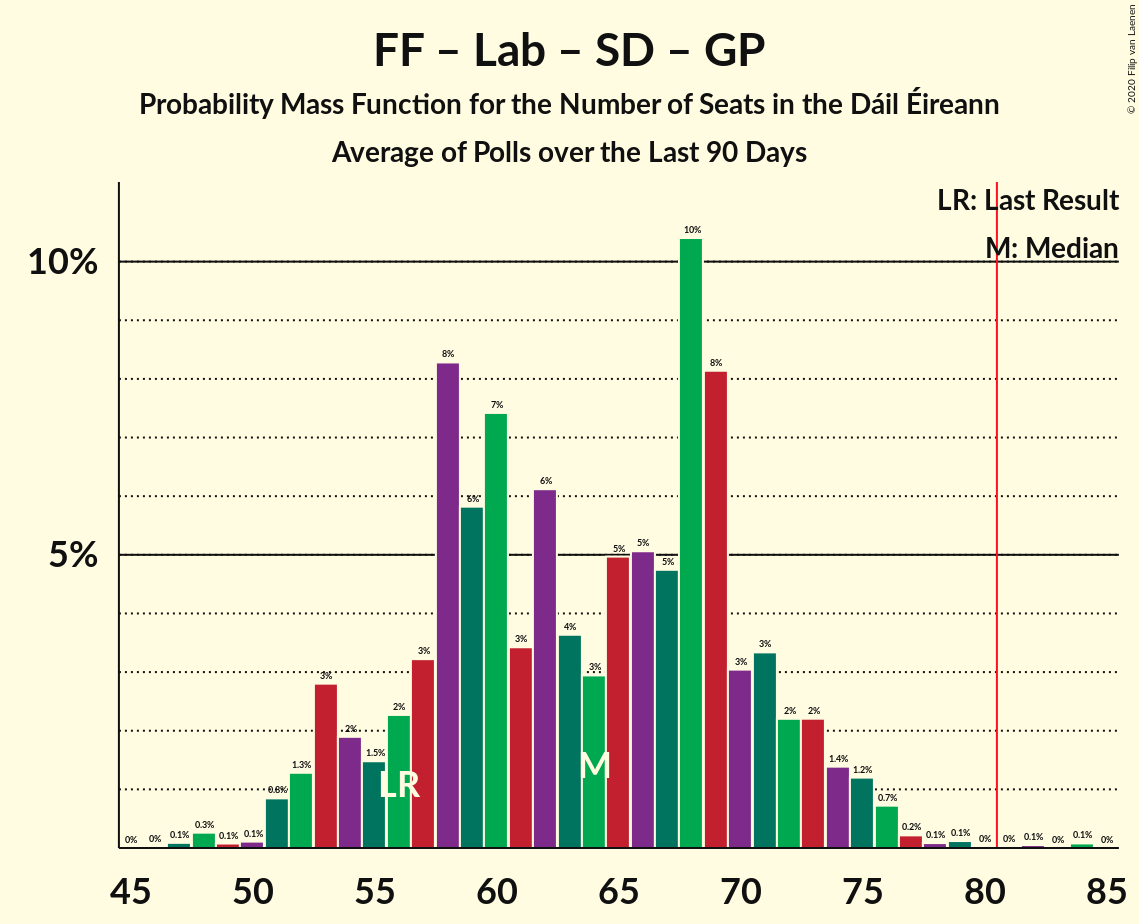 FF – Lab – SD – GP
Probability Mass Function for the Number of Seats in the Dáil Éireann
Average of Polls over the Last 90 Days
© 2020 Filip van Laenen
LR: Last Result
M: Median
10%
5%
0% 0% 0.1% 0.3% 0.1% 0.1% 0.8% 1.3% 3% 2% 1.5% 2% 3% 8% 6% 7% 3% 6% 4% 3% 5% 5% 5% 10% 8% 3% 3% 2% 2% 1.4% 1.2% 0.7% 0.2% 0.1% 0.1% 0% 0% 0.1% 0% 0.1% 0%
LR M
45 50 55 60 65 70 75 80 85